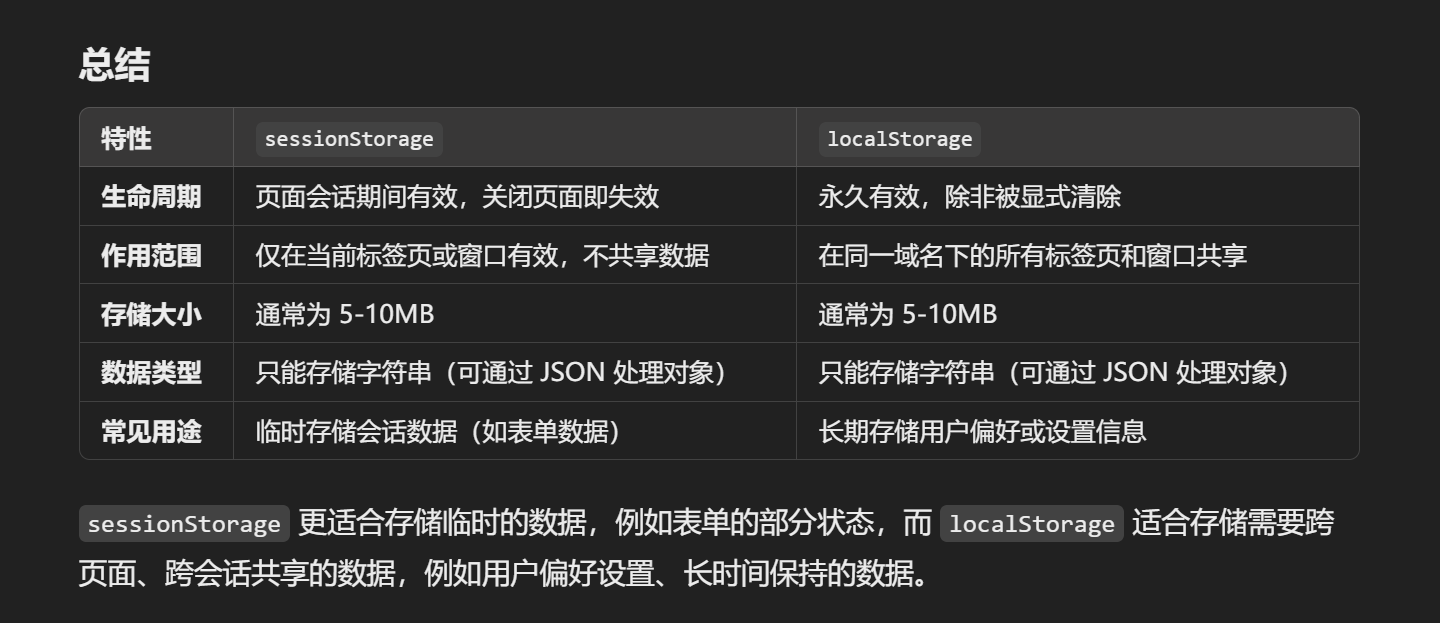 总结
特性 sessionStorage localStorage
生命周期 页面会话期间有效，关闭页面即失效 永久有效，除非被显式清除
作用范围 仅在当前标签页或窗口有效，不共享数据 在同一域名下的所有标签页和窗口共享
存储大小 通常为 5-10MB 通常为 5-10MB
数据类型 只能存储字符串（可通过 JSON 处理对象） 只能存储字符串（可通过 JSON 处理对象）
常见用途 临时存储会话数据（如表单数据） 长期存储用户偏好或设置信息
sessionStorage 更适合存储临时的数据，例如表单的部分状态，而 localStorage 适合存储需要跨
页面、跨会话共享的数据，例如用户偏好设置、长时间保持的数据。